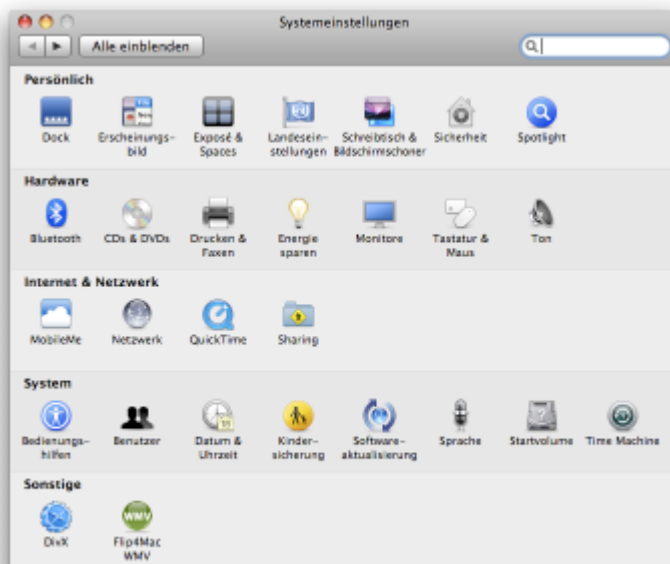 Systemeinstellungen
Alle einblenden
Persönlich
Dock Erscheinungs- Exposé & Landesein- Schreibtisch & Sicherheit Spotlight
bild Spaces stellungen Bildschirmschoner
Hardware
Bluetooth CDs & DVDs Drucken & Energie Monitore Tastatur & Ton
Faxen sparen Maus
Internet & Netzwerk
MobileMe Netzwerk QuickTime Sharing
System
Bedienungs- Benutzer Datum & Kinder- Software- Sprache Startvolume Time Machine
hilfen Uhrzeit sicherung aktualisierung
Sonstige
WMV
DivX Flip4Mac
WMV